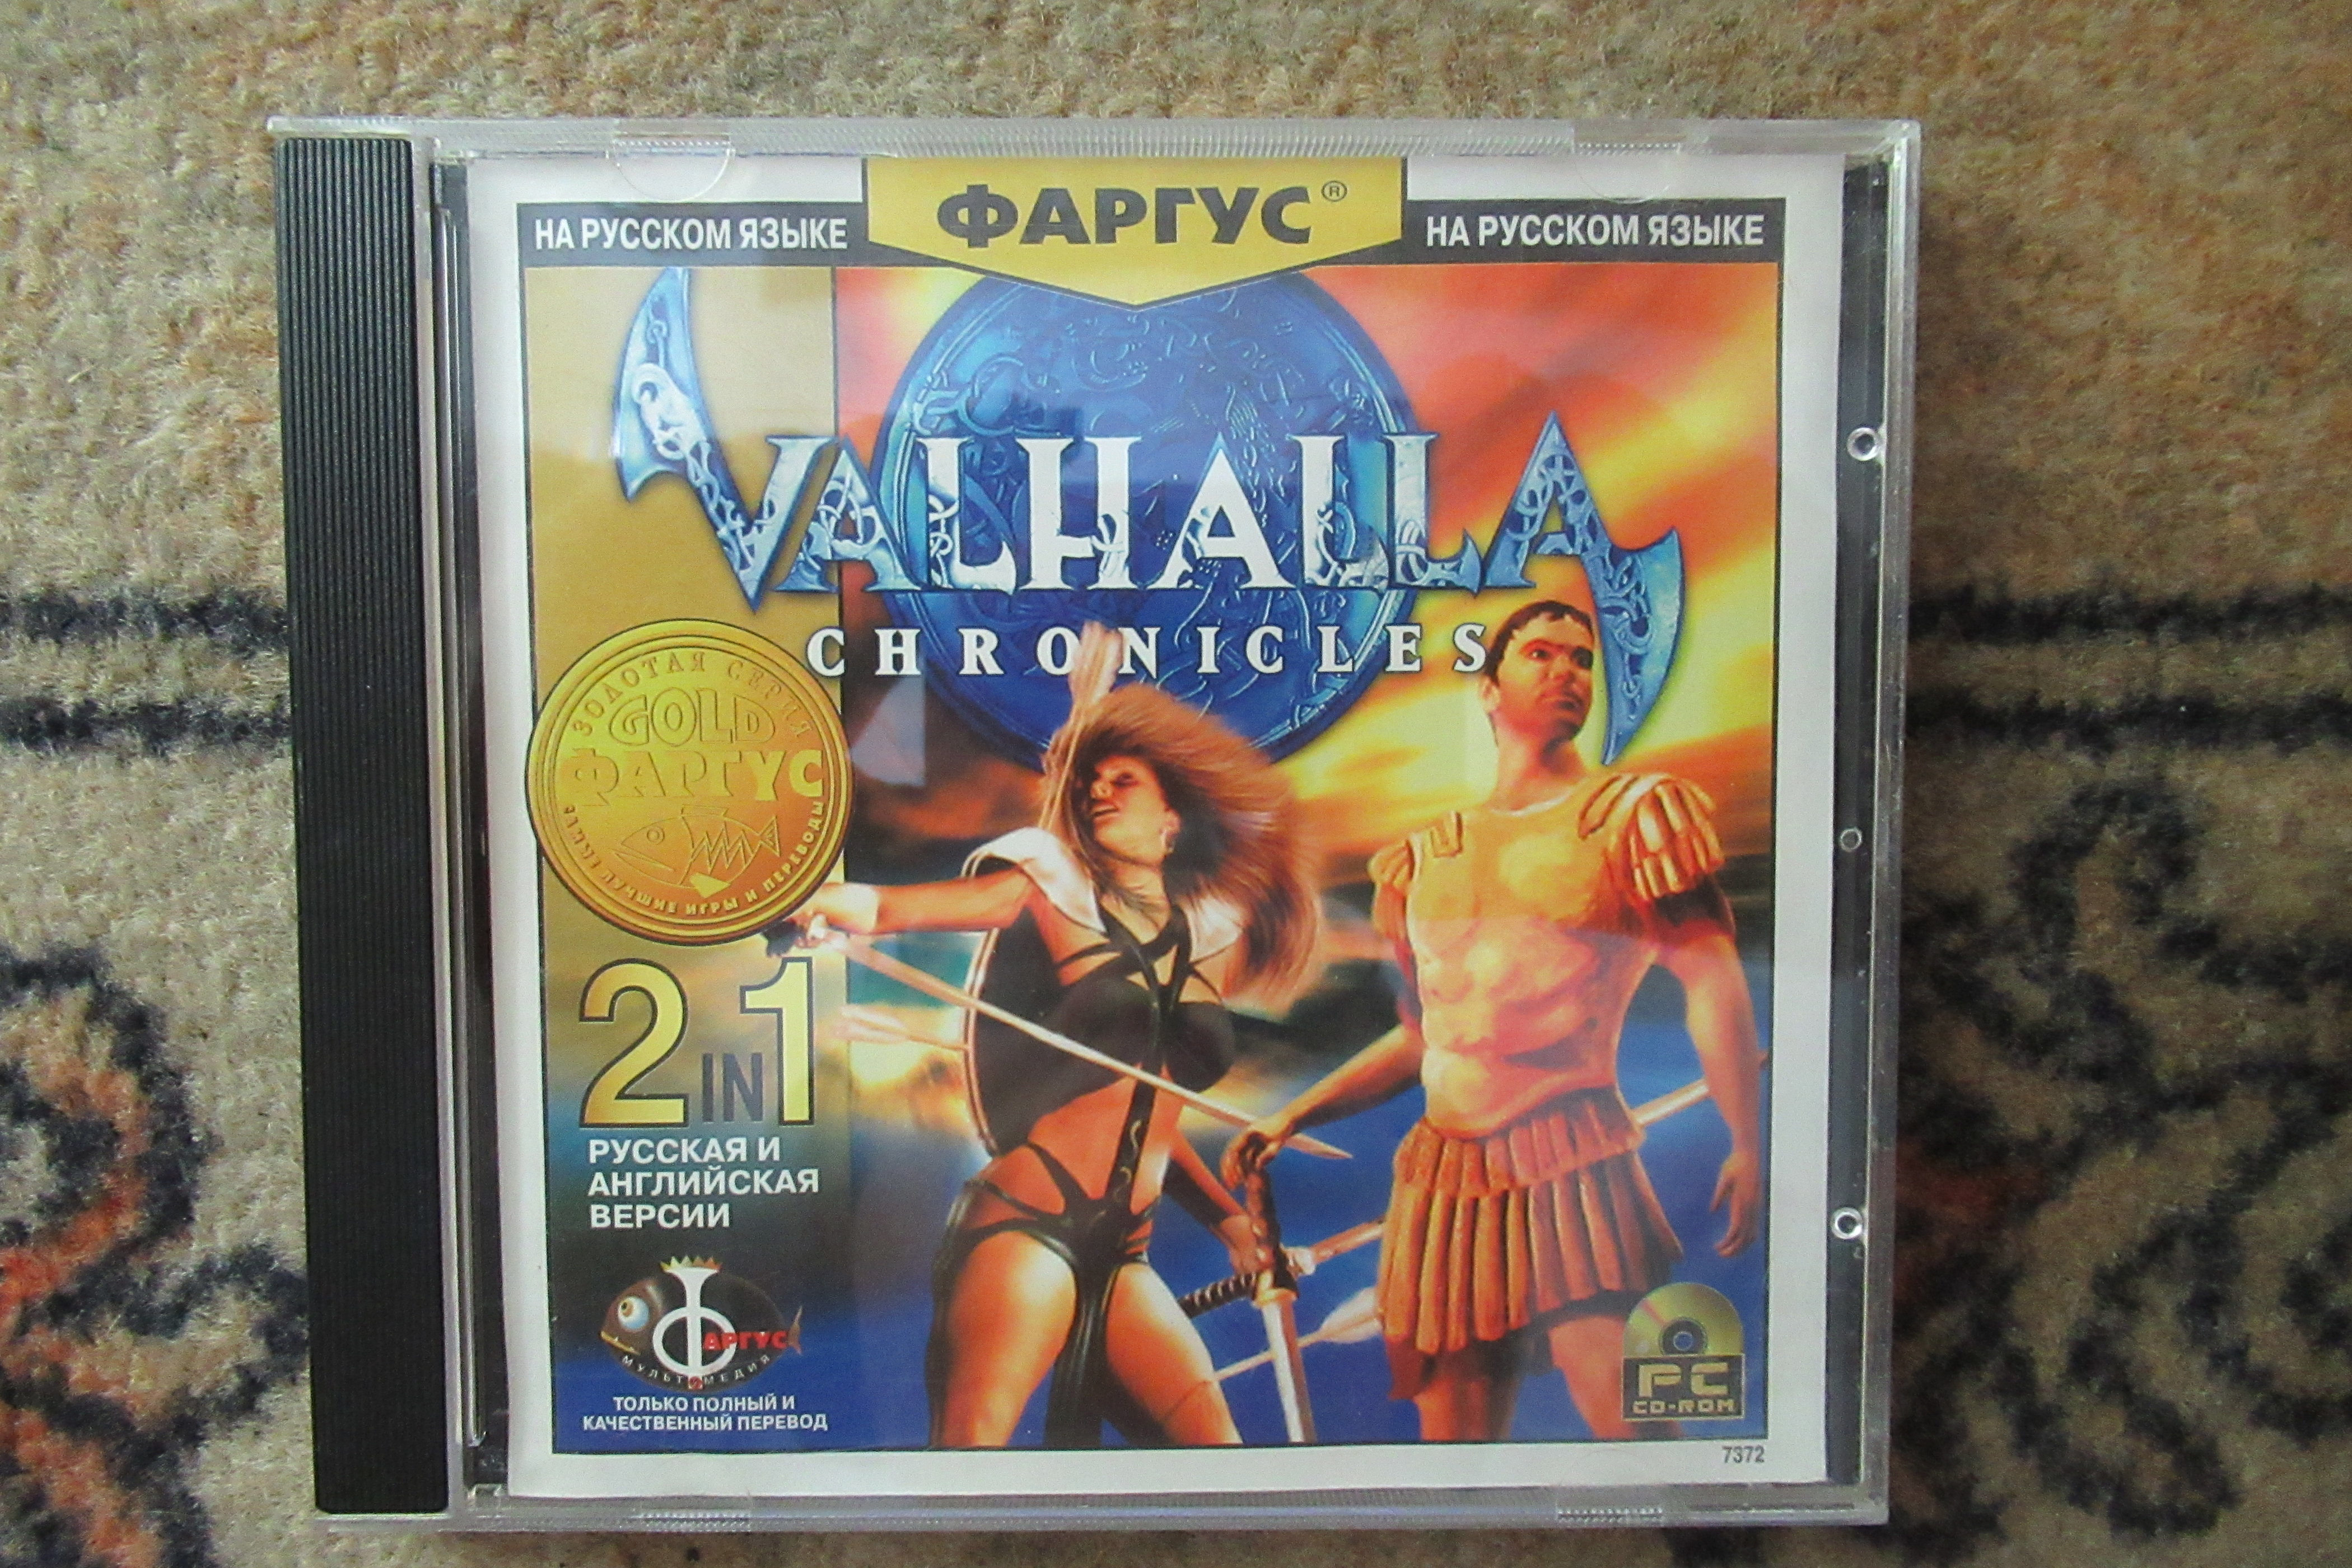 ФАРГУС®
НА РУССКОМ ЯЗЫКЕ
НА РУССКОМ ЯЗЫКЕ
VALHALLA
CHRONICLES
ЗОЛОТАЯ СЕРИЯ
GOLD
ФАРГУС
ЛУЧШИЕ ИГРЫ И ПЕРЕВОДЫ
2 IN 1
РУССКАЯ И
АНГЛИЙСКАЯ
ВЕРСИИ
ФАРГУС
МУЛЬТИМЕДИЯ
ТОЛЬКО ПОЛНЫЙ И
КАЧЕСТВЕННЫЙ ПЕРЕВОД
PC
CD-ROM
7372